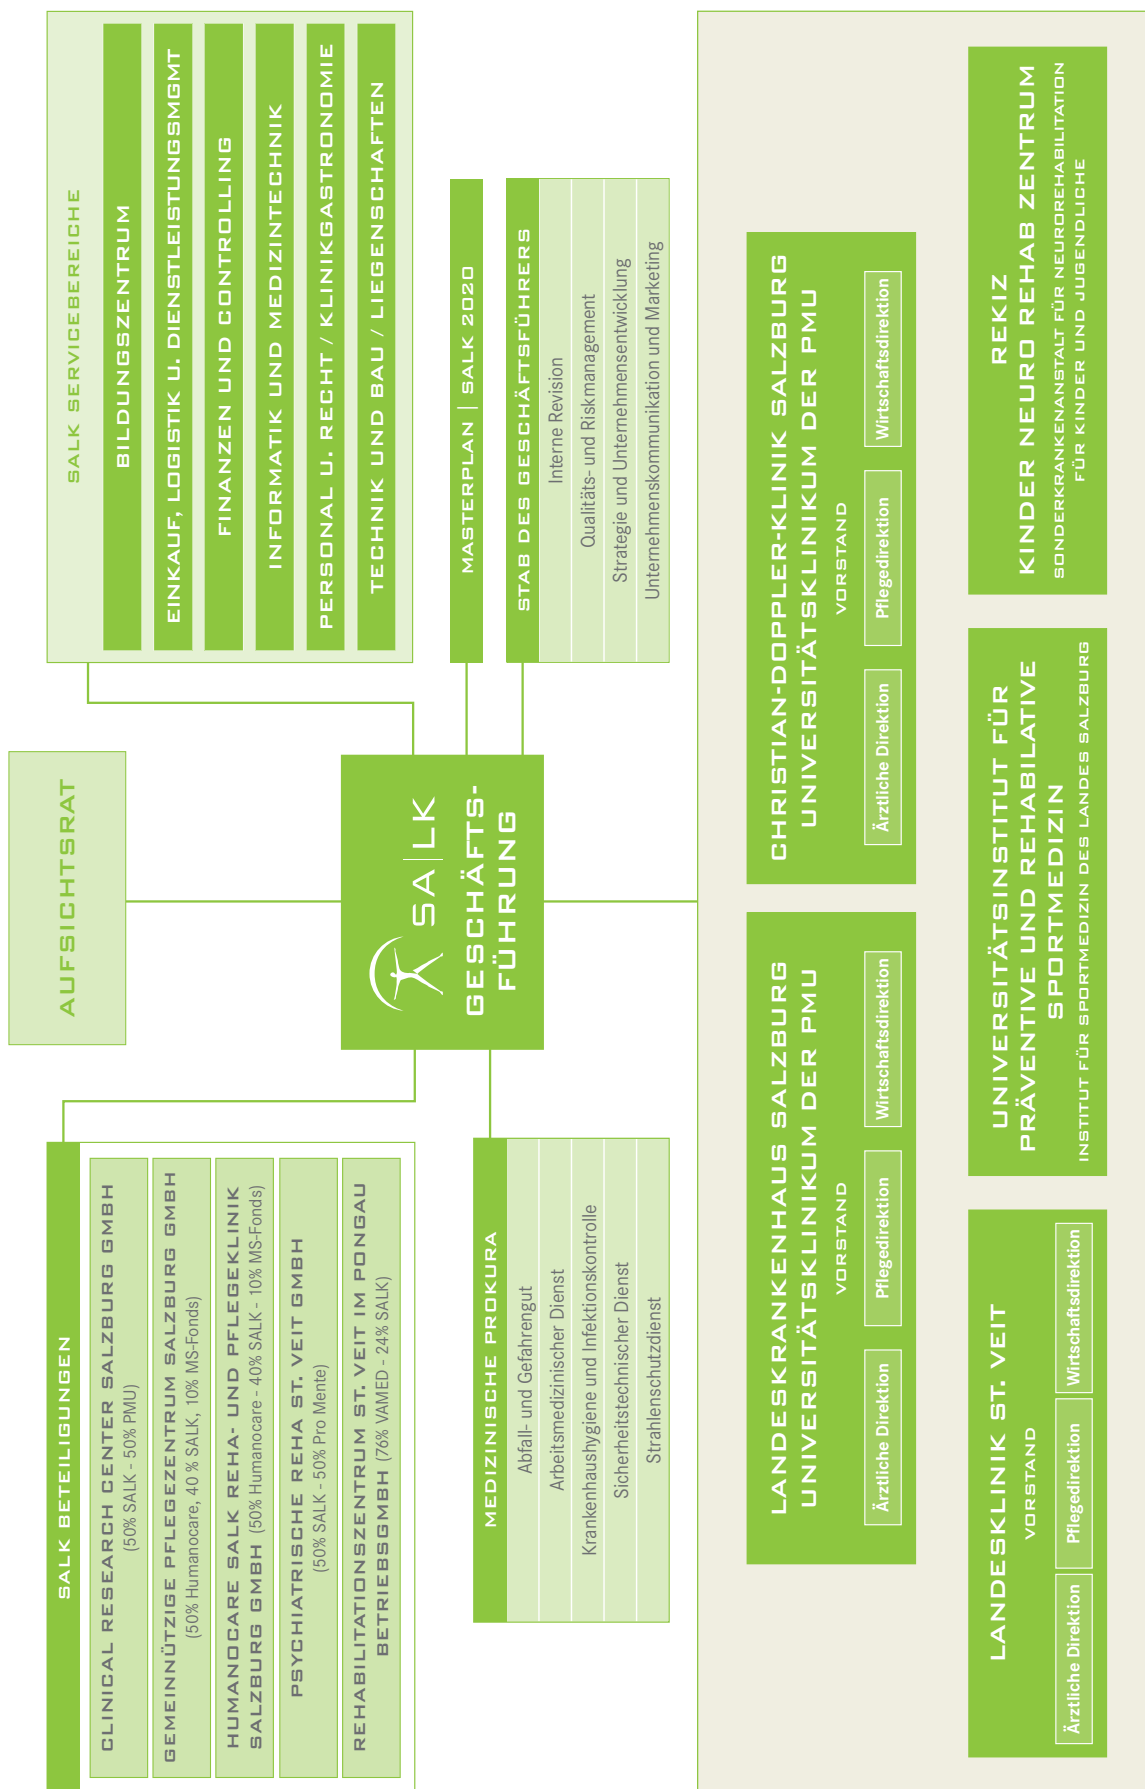 AUFSICHTSRAT
SA|LK
GESCHÄFTS-
FÜHRUNG
SALK BETEILIGUNGEN
CLINICAL RESEARCH CENTER SALZBURG GMBH
(50% SALK - 50% PMU)
GEMEINNÜTZIGE PFLEGEZENTRUM SALZBURG GMBH
(50% Humanocare, 40 % SALK, 10% MS-Fonds)
HUMANOCARE SALK REHA- UND PFLEGEKLINIK
SALZBURG GMBH (50% Humanocare - 40% SALK - 10% MS-Fonds)
PSYCHIATRISCHE REHA ST. VEIT GMBH
(50% SALK - 50% Pro Mente)
REHABILITATIONSZENTRUM ST. VEIT IM PONGAU
BETRIEBSGMBH (76% VAMED - 24% SALK)
SALK SERVICEBEREICHE
BILDUNGSZENTRUM
EINKAUF, LOGISTIK U. DIENSTLEISTUNGSMGMT
FINANZEN UND CONTROLLING
INFORMATIK UND MEDIZINTECHNIK
PERSONAL U. RECHT / KLINIKGASTRONOMIE
TECHNIK UND BAU / LIEGENSCHAFTEN
MEDIZINISCHE PROKURA
Abfall- und Gefahrengut
Arbeitsmedizinischer Dienst
Krankenhaushygiene und Infektionskontrolle
Sicherheitstechnischer Dienst
Strahlenschutzdienst
MASTERPLAN | SALK 2020
STAB DES GESCHÄFTSFÜHRERS
Interne Revision
Qualitäts- und Riskmanagement
Strategie und Unternehmensentwicklung
Unternehmenskommunikation und Marketing
LANDESKRANKENHAUS SALZBURG
UNIVERSITÄTSKLINIKUM DER PMU
VORSTAND
Ärztliche Direktion
Pflegedirektion
Wirtschaftsdirektion
CHRISTIAN-DOPPLER-KLINIK SALZBURG
UNIVERSITÄTSKLINIKUM DER PMU
VORSTAND
Ärztliche Direktion
Pflegedirektion
Wirtschaftsdirektion
LANDESKLINIK ST. VEIT
VORSTAND
Ärztliche Direktion
Pflegedirektion
Wirtschaftsdirektion
UNIVERSITÄTSINSTITUT FÜR
PRÄVENTIVE UND REHABILATIVE
SPORTMEDIZIN
INSTITUT FÜR SPORTMEDIZIN DES LANDES SALZBURG
REKIZ
KINDER NEURO REHAB ZENTRUM
SONDERKRANKENANSTALT FÜR NEUROREHABILITATION
FÜR KINDER UND JUGENDLICHE